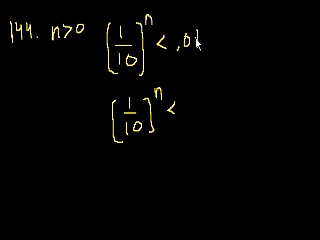 144. n>0 [1/10]^n < .01
[1/10]^n <